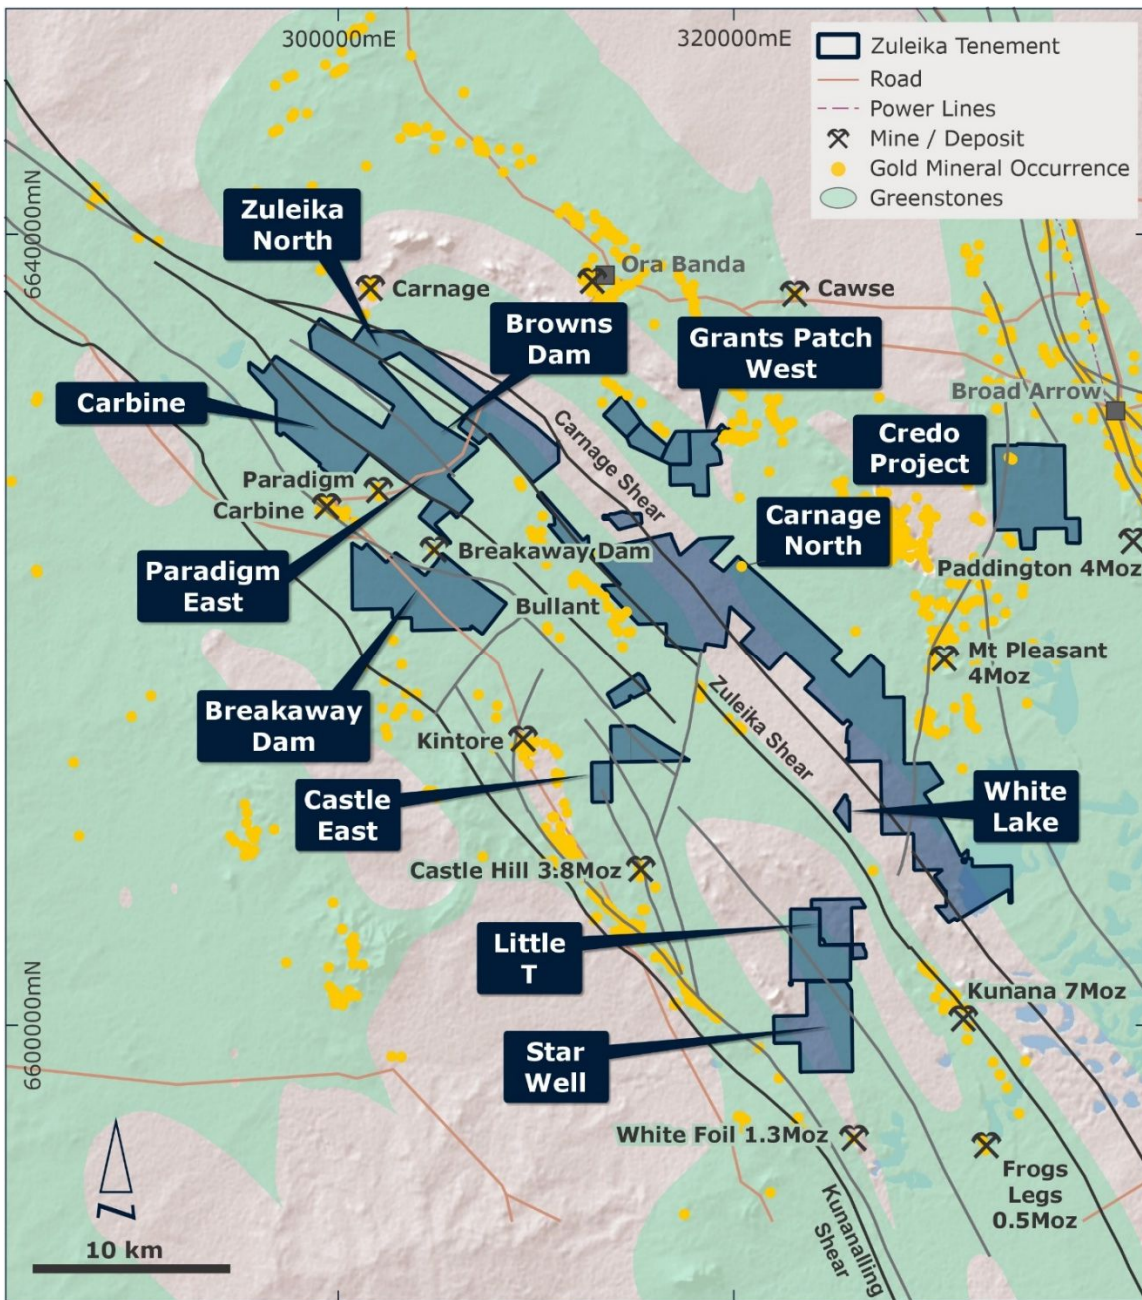 300000mE
320000mE
Zuleika Tenement
Road
Power Lines
Mine / Deposit
Gold Mineral Occurrence
Greenstones
6640000mN
Zuleika
North
Carnage
Ora Banda
Cawse
Browns
Dam
Grants Patch
West
Carbine
Broad Arrow
Carnage Shear
Credo
Project
Paradigm
Carbine
Carnage
North
Breakaway Dam
Paddington 4Moz
Paradigm
East
Bullant
Mt Pleasant
4Moz
Breakaway
Dam
Zuleika Shear
Kintore
Castle
East
White
Lake
Castle Hill 3.8Moz
Little
T
Kunana 7Moz
6600000mN
Star
Well
White Foil 1.3Moz
Frogs
Legs
0.5Moz
Kunanalling
Shear
N
10 km